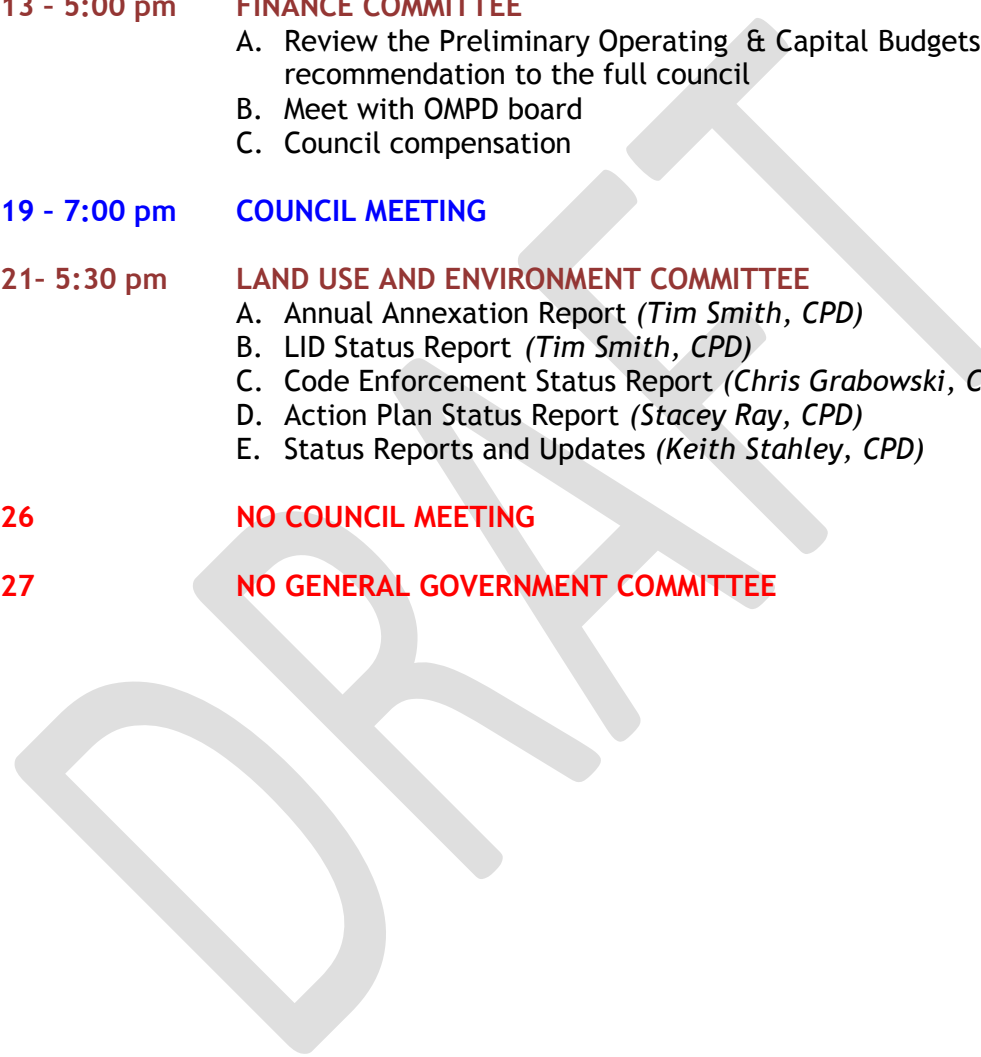 13 – 5:00 pm FINANCE COMMITTEE
A. Review the Preliminary Operating & Capital Budgets
recommendation to the full council
B. Meet with OMPD board
C. Council compensation
19 – 7:00 pm COUNCIL MEETING
21– 5:30 pm LAND USE AND ENVIRONMENT COMMITTEE
A. Annual Annexation Report (Tim Smith, CPD)
B. LID Status Report (Tim Smith, CPD)
C. Code Enforcement Status Report (Chris Grabowski, C
D. Action Plan Status Report (Stacey Ray, CPD)
E. Status Reports and Updates (Keith Stahley, CPD)
26 NO COUNCIL MEETING
27 NO GENERAL GOVERNMENT COMMITTEE
DRAFT